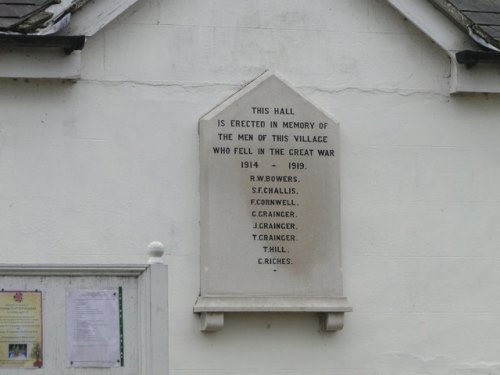 THIS HALL
IS ERECTED IN MEMORY OF
THE MEN OF THIS VILLAGE
WHO FELL IN THE GREAT WAR
1914 - 1919.
R.W.BOWERS.
S.F.CHALLIS.
F.CORNWELL.
C.GRAINGER.
J.GRAINGER.
T.GRAINGER.
T.HILL.
C.RICHES.